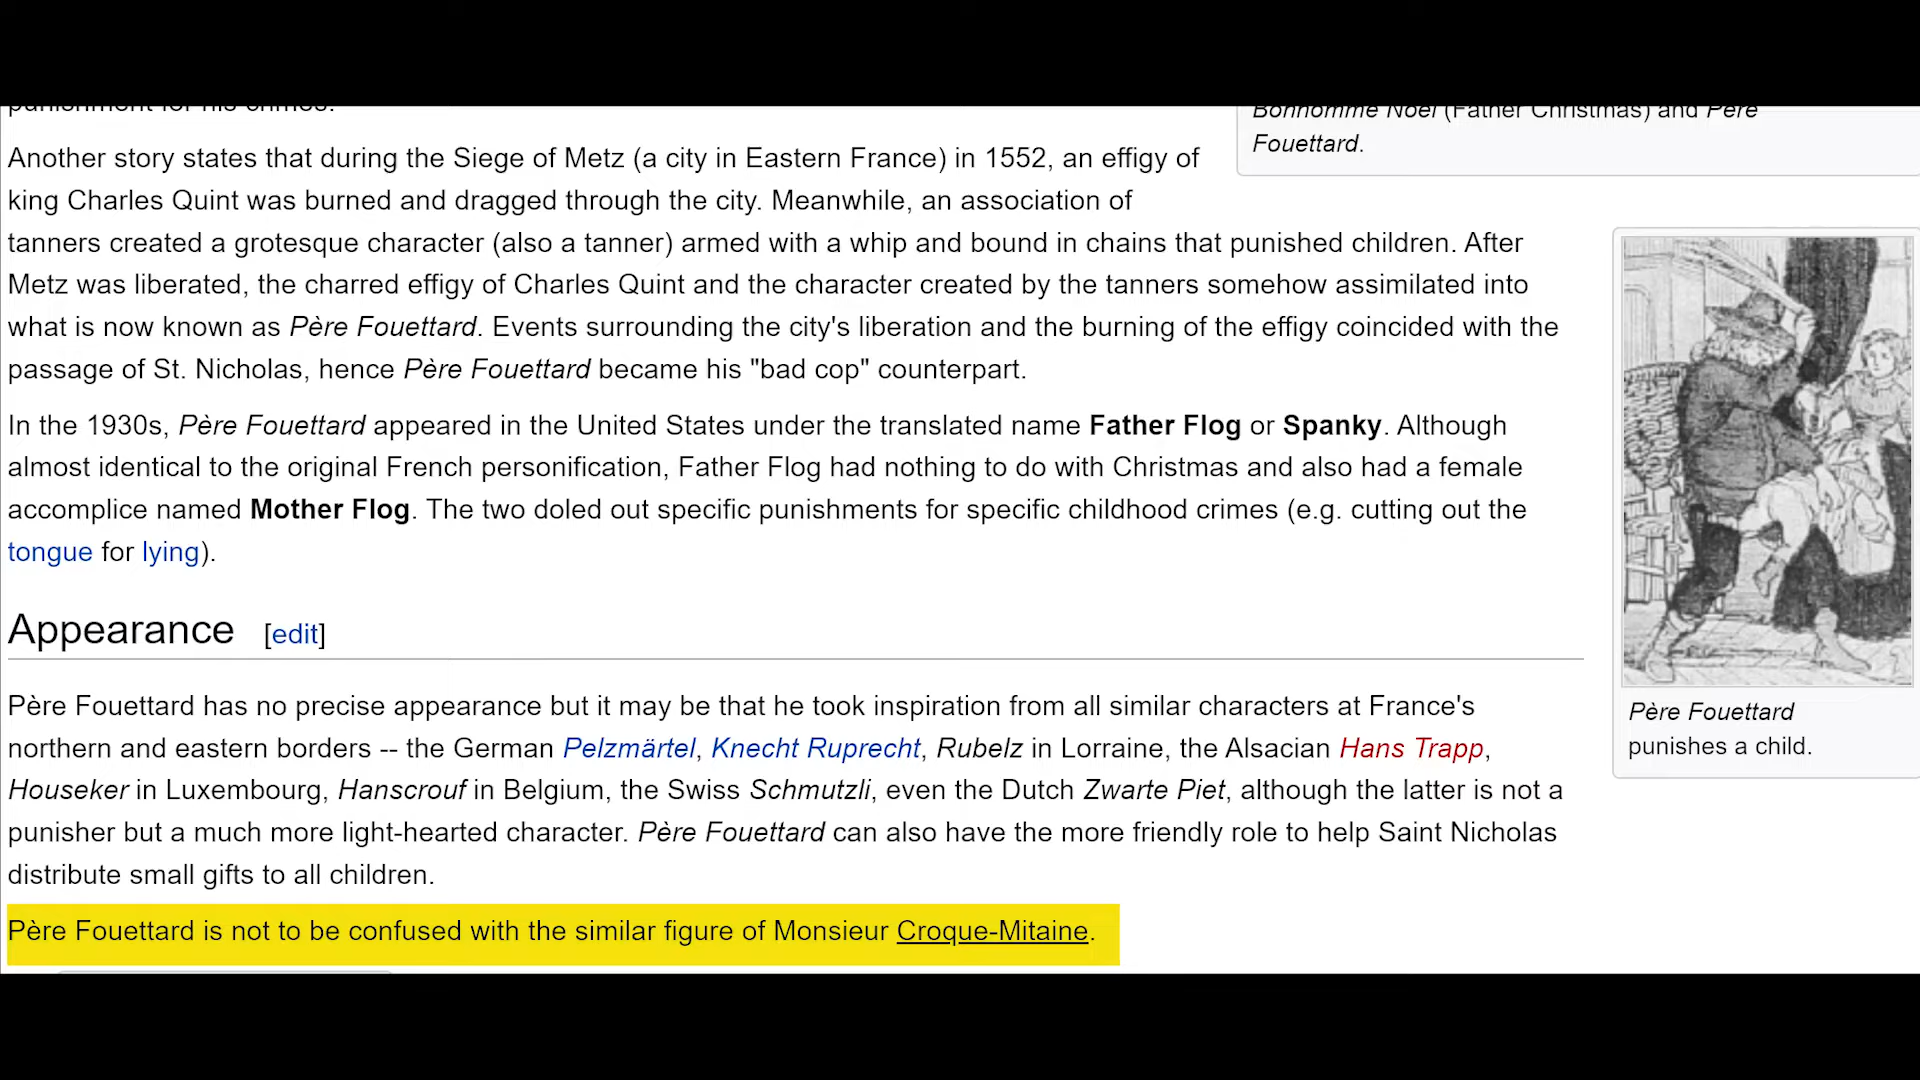 punishment for his crimes.
Bonhomme Noël (Father Christmas) and Père
Fouettard.
Another story states that during the Siege of Metz (a city in Eastern France) in 1552, an effigy of
king Charles Quint was burned and dragged through the city. Meanwhile, an association of
tanners created a grotesque character (also a tanner) armed with a whip and bound in chains that punished children. After
Metz was liberated, the charred effigy of Charles Quint and the character created by the tanners somehow assimilated into
what is now known as Père Fouettard. Events surrounding the city's liberation and the burning of the effigy coincided with the
passage of St. Nicholas, hence Père Fouettard became his "bad cop" counterpart.
In the 1930s, Père Fouettard appeared in the United States under the translated name Father Flog or Spanky. Although
almost identical to the original French personification, Father Flog had nothing to do with Christmas and also had a female
accomplice named Mother Flog. The two doled out specific punishments for specific childhood crimes (e.g. cutting out the
tongue for lying).
Appearance [edit]
Père Fouettard has no precise appearance but it may be that he took inspiration from all similar characters at France's
northern and eastern borders -- the German Pelzmärtel, Knecht Ruprecht, Rubelz in Lorraine, the Alsacian Hans Trapp,
Houseker in Luxembourg, Hanscrouf in Belgium, the Swiss Schmutzli, even the Dutch Zwarte Piet, although the latter is not a
punisher but a much more light-hearted character. Père Fouettard can also have the more friendly role to help Saint Nicholas
distribute small gifts to all children.
Père Fouettard is not to be confused with the similar figure of Monsieur Croque-Mitaine.
Père Fouettard
punishes a child.